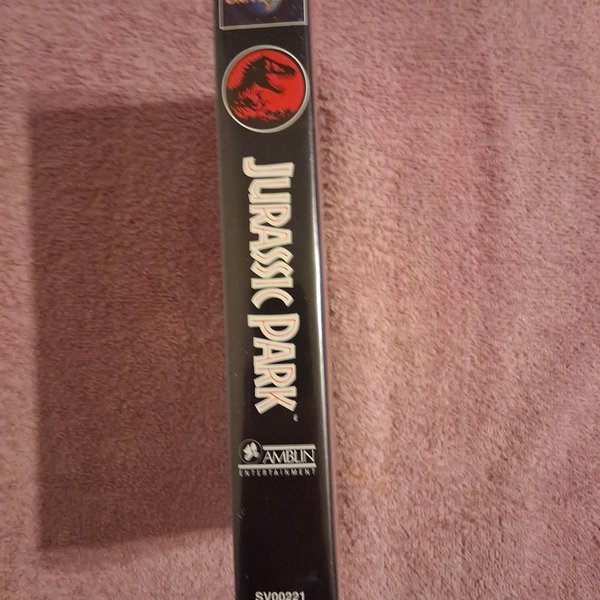 JURASSIC PARK
AMBLIN
ENTERTAINMENT
SV00221